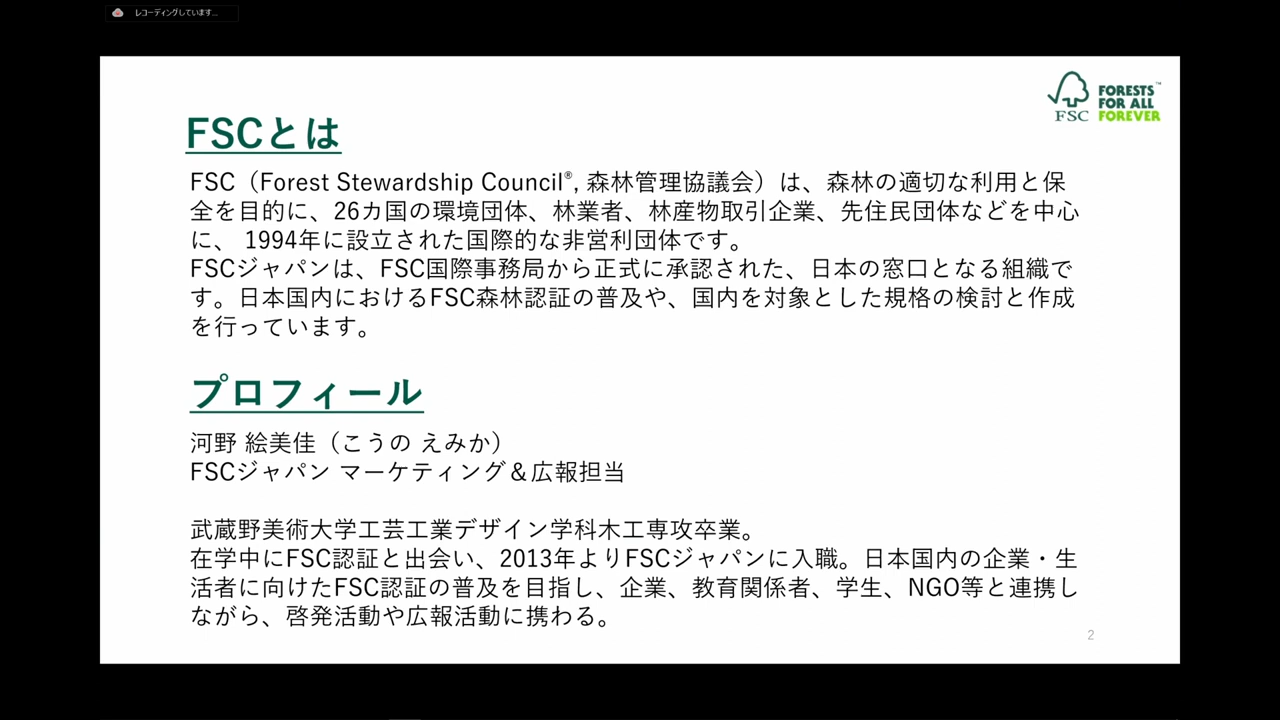 レコーディングしています...
FSC
FORESTS
FOR ALL
FOREVER™
FSCとは
FSC（Forest Stewardship Council®, 森林管理協議会）は、森林の適切な利用と保
全を目的に、26カ国の環境団体、林業者、林産物取引企業、先住民団体などを中心
に、 1994年に設立された国際的な非営利団体です。
FSCジャパンは、FSC国際事務局から正式に承認された、日本の窓口となる組織で
す。日本国内におけるFSC森林認証の普及や、国内を対象とした規格の検討と作成
を行っています。
プロフィール
河野 絵美佳（こうの えみか）
FSCジャパン マーケティング＆広報担当
武蔵野美術大学工芸工業デザイン学科木工専攻卒業。
在学中にFSC認証と出会い、2013年よりFSCジャパンに入職。日本国内の企業・生
活者に向けたFSC認証の普及を目指し、企業、教育関係者、学生、NGO等と連携し
ながら、啓発活動や広報活動に携わる。
2